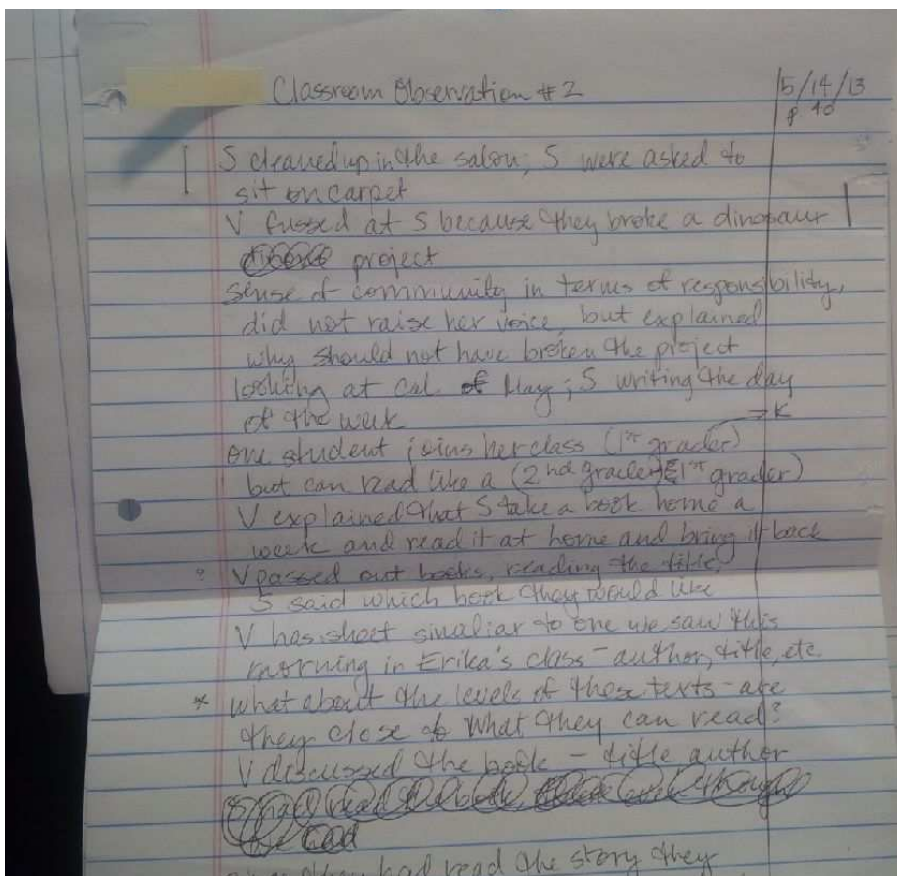 Classroom Observation #2
5/14/13
p. 40
S cleaned up in the salon; S were asked to
sit on carpet
V fussed at S because they broke a dinosaur
project
sense of community in terms of responsibility,
did not raise her voice, but explained
why should not have broken the project
looking at cal. of May; S writing the day
of the week
→K
one student joins her class (1st grader)
but can read like a (2nd grader 1st grader)
V explained that S take a book home a
week and read it at home and bring it back
? V passed out books, reading the title.
S said which book they would like
V has sheet similiar to one we saw this
morning in Erika's class - author, title, etc.
* what about the levels of these texts - are
they close to what they can read?
V discussed the book - title author
had read the story they